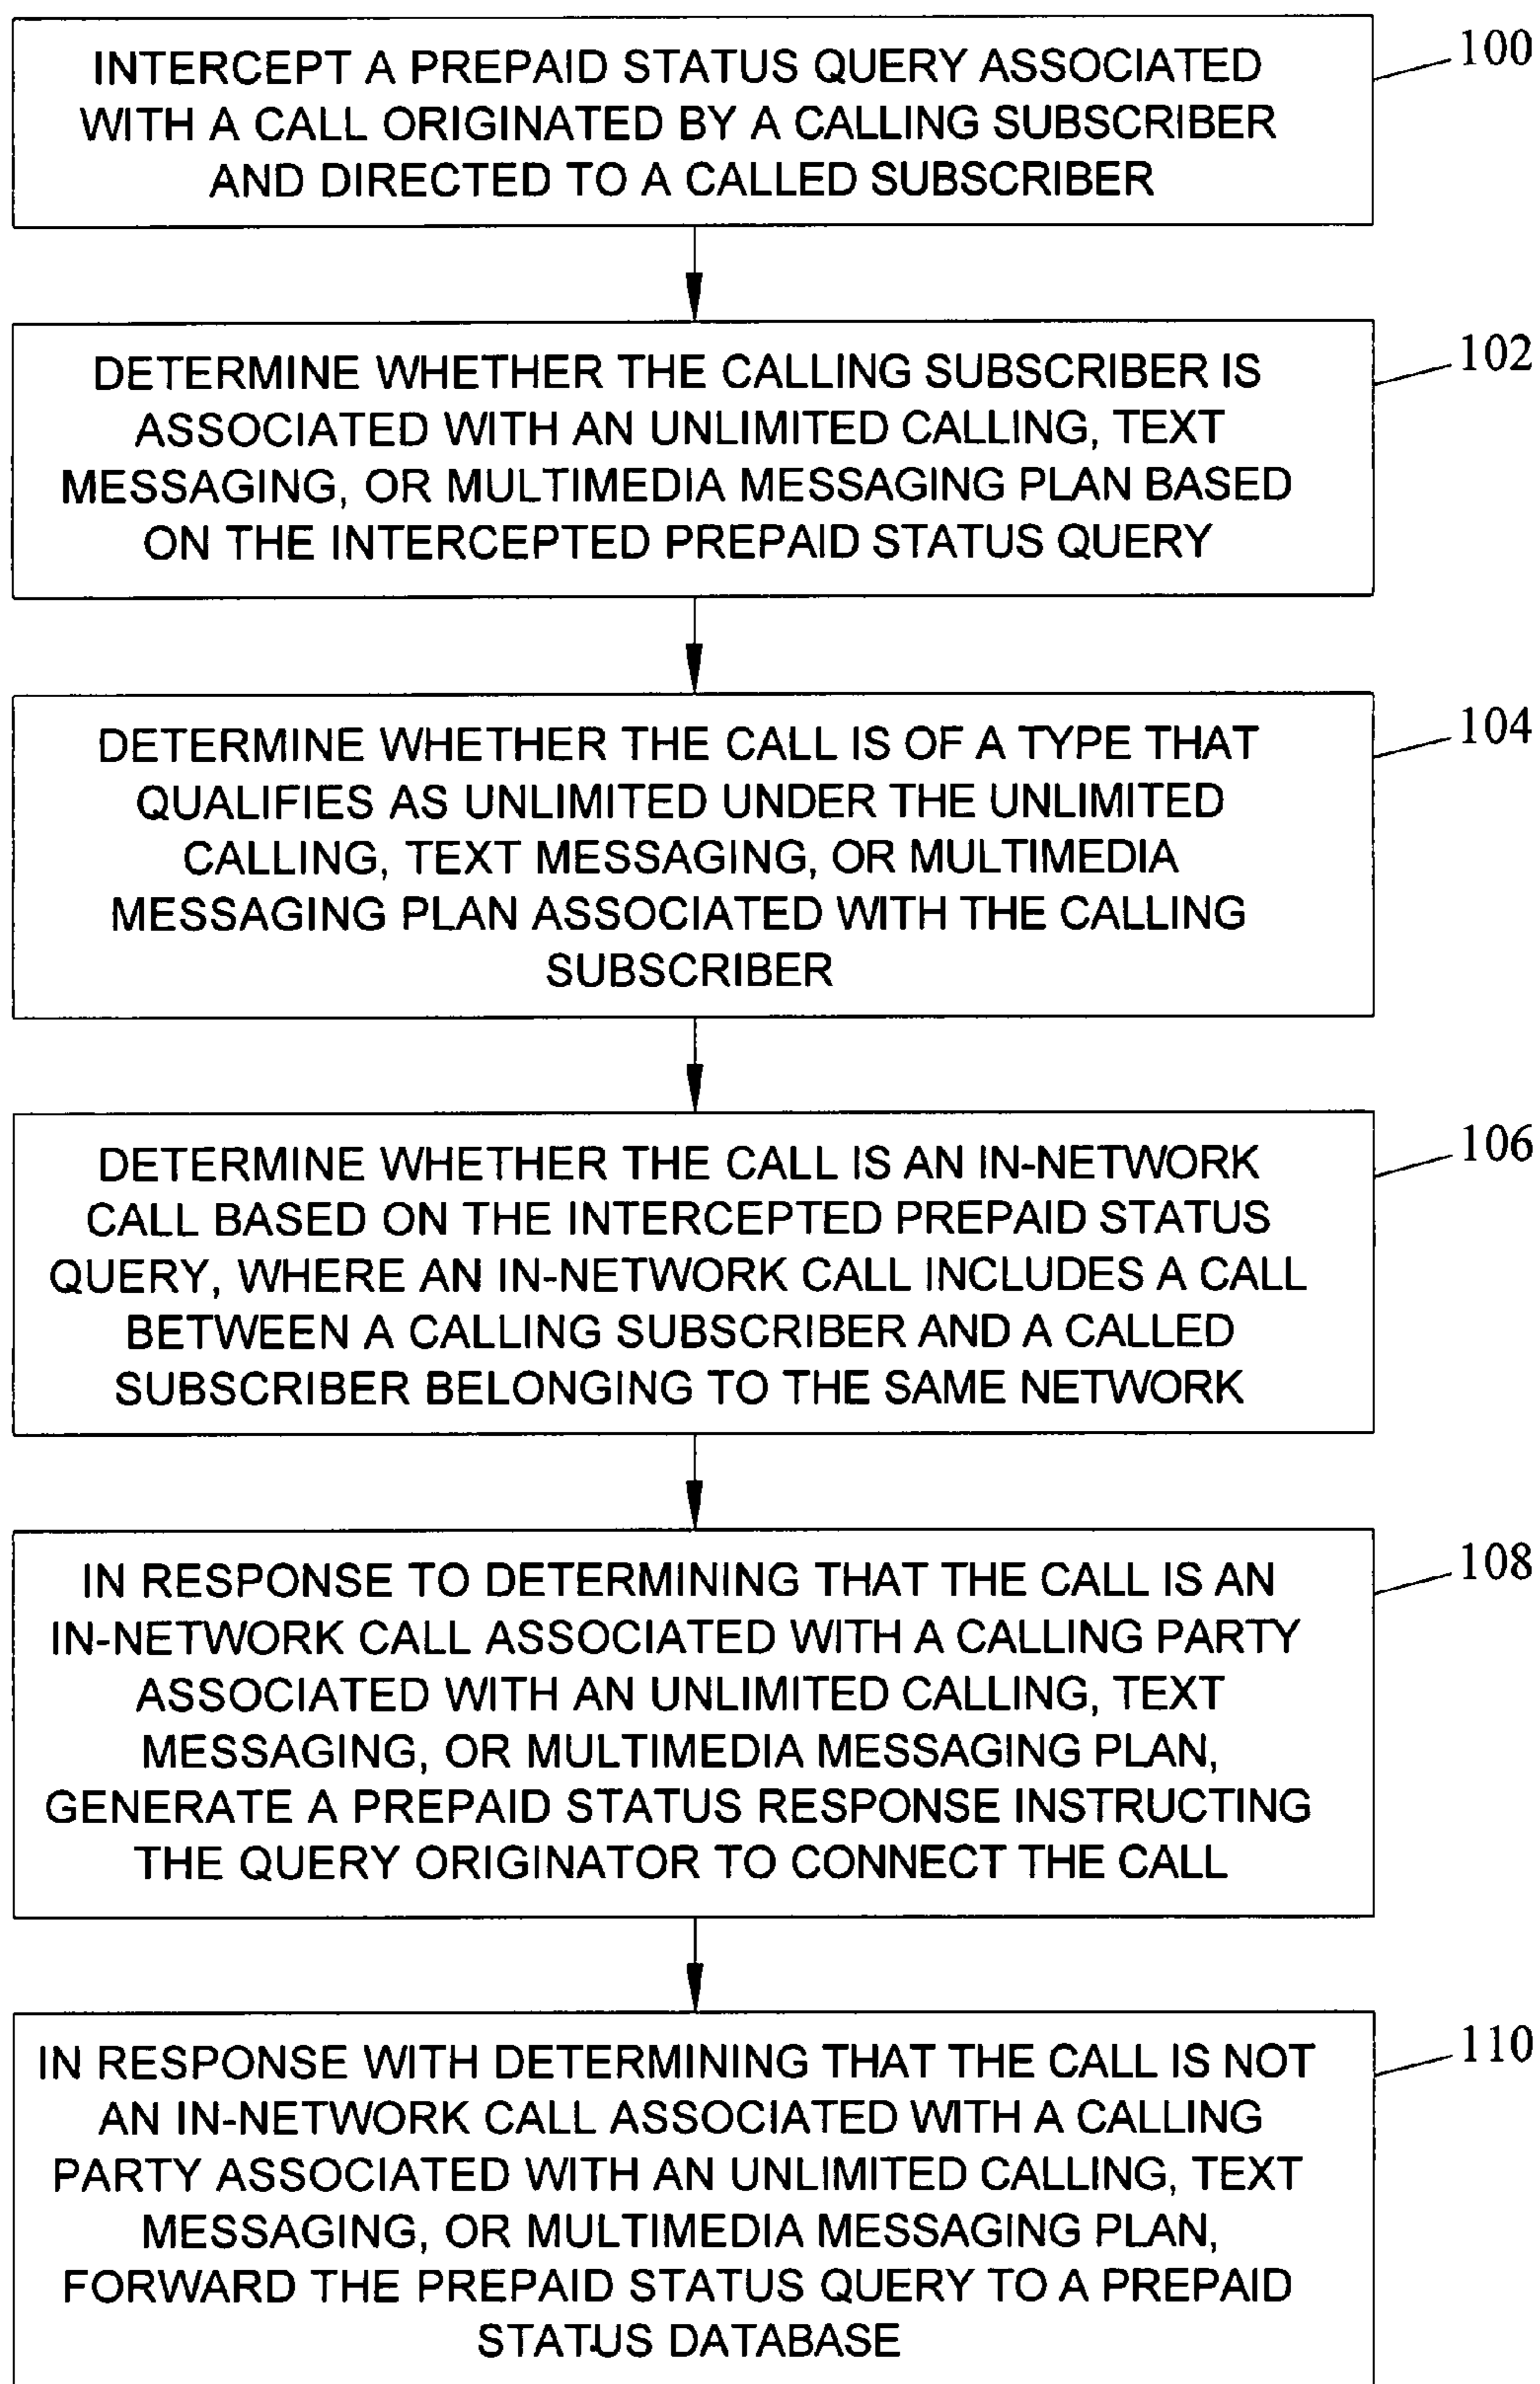 INTERCEPT A PREPAID STATUS QUERY ASSOCIATED
WITH A CALL ORIGINATED BY A CALLING SUBSCRIBER
AND DIRECTED TO A CALLED SUBSCRIBER
100
DETERMINE WHETHER THE CALLING SUBSCRIBER IS
ASSOCIATED WITH AN UNLIMITED CALLING, TEXT
MESSAGING, OR MULTIMEDIA MESSAGING PLAN BASED
ON THE INTERCEPTED PREPAID STATUS QUERY
102
DETERMINE WHETHER THE CALL IS OF A TYPE THAT
QUALIFIES AS UNLIMITED UNDER THE UNLIMITED
CALLING, TEXT MESSAGING, OR MULTIMEDIA
MESSAGING PLAN ASSOCIATED WITH THE CALLING
SUBSCRIBER
104
DETERMINE WHETHER THE CALL IS AN IN-NETWORK
CALL BASED ON THE INTERCEPTED PREPAID STATUS
QUERY, WHERE AN IN-NETWORK CALL INCLUDES A CALL
BETWEEN A CALLING SUBSCRIBER AND A CALLED
SUBSCRIBER BELONGING TO THE SAME NETWORK
106
IN RESPONSE TO DETERMINING THAT THE CALL IS AN
IN-NETWORK CALL ASSOCIATED WITH A CALLING PARTY
ASSOCIATED WITH AN UNLIMITED CALLING, TEXT
MESSAGING, OR MULTIMEDIA MESSAGING PLAN,
GENERATE A PREPAID STATUS RESPONSE INSTRUCTING
THE QUERY ORIGINATOR TO CONNECT THE CALL
108
IN RESPONSE WITH DETERMINING THAT THE CALL IS NOT
AN IN-NETWORK CALL ASSOCIATED WITH A CALLING
PARTY ASSOCIATED WITH AN UNLIMITED CALLING, TEXT
MESSAGING, OR MULTIMEDIA MESSAGING PLAN,
FORWARD THE PREPAID STATUS QUERY TO A PREPAID
STATUS DATABASE
110